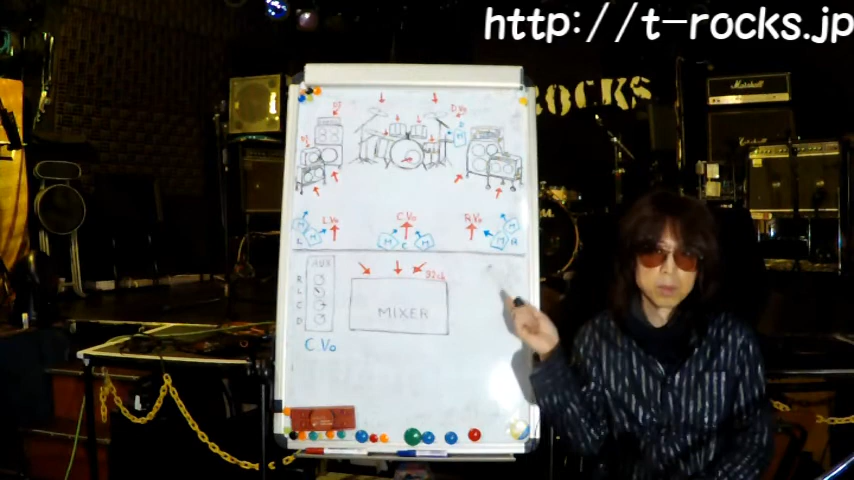 http://t-rocks.jp
ROCKS
Marshall
D.Vo
L.Vo
C.Vo
R.Vo
M
M
L
M
C
M
M
R
AUX
32ch
R
L
C
D
MIXER
C.Vo